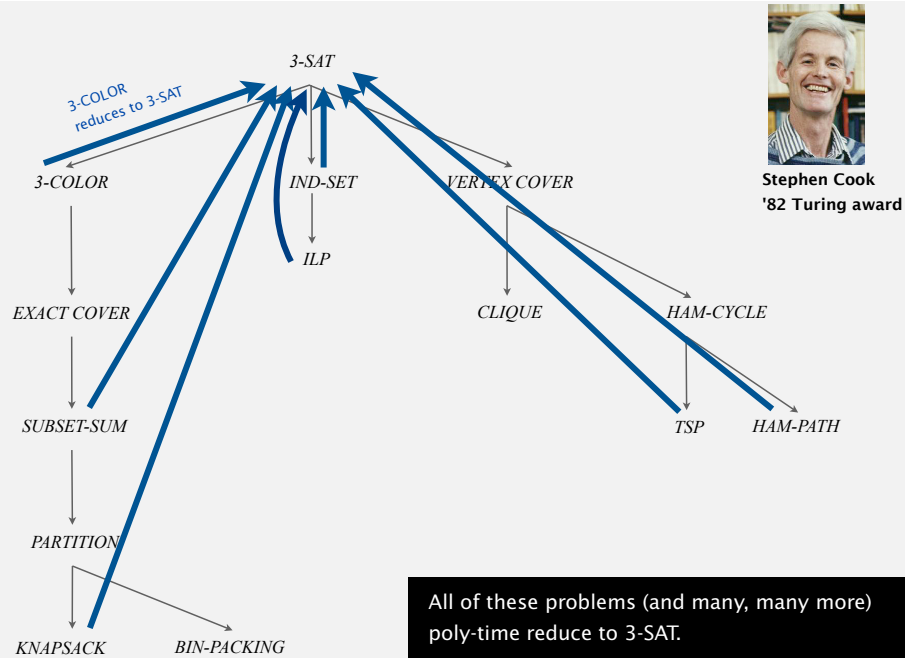 3-SAT
3-COLOR
reduces to 3-SAT
3-COLOR
IND-SET
VERTEX COVER
Stephen Cook
'82 Turing award
ILP
EXACT COVER
CLIQUE
HAM-CYCLE
SUBSET-SUM
TSP
HAM-PATH
PARTITION
KNAPSACK
BIN-PACKING
All of these problems (and many, many more)
poly-time reduce to 3-SAT.